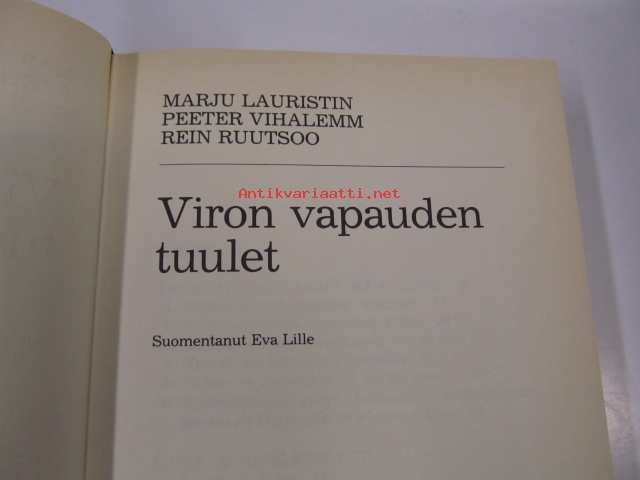 MARJU LAURISTIN
PEETER VIHALEMM
REIN RUUTSOO
Antikvariaatti.net
Viron vapauden
tuulet
Suomentanut Eva Lille